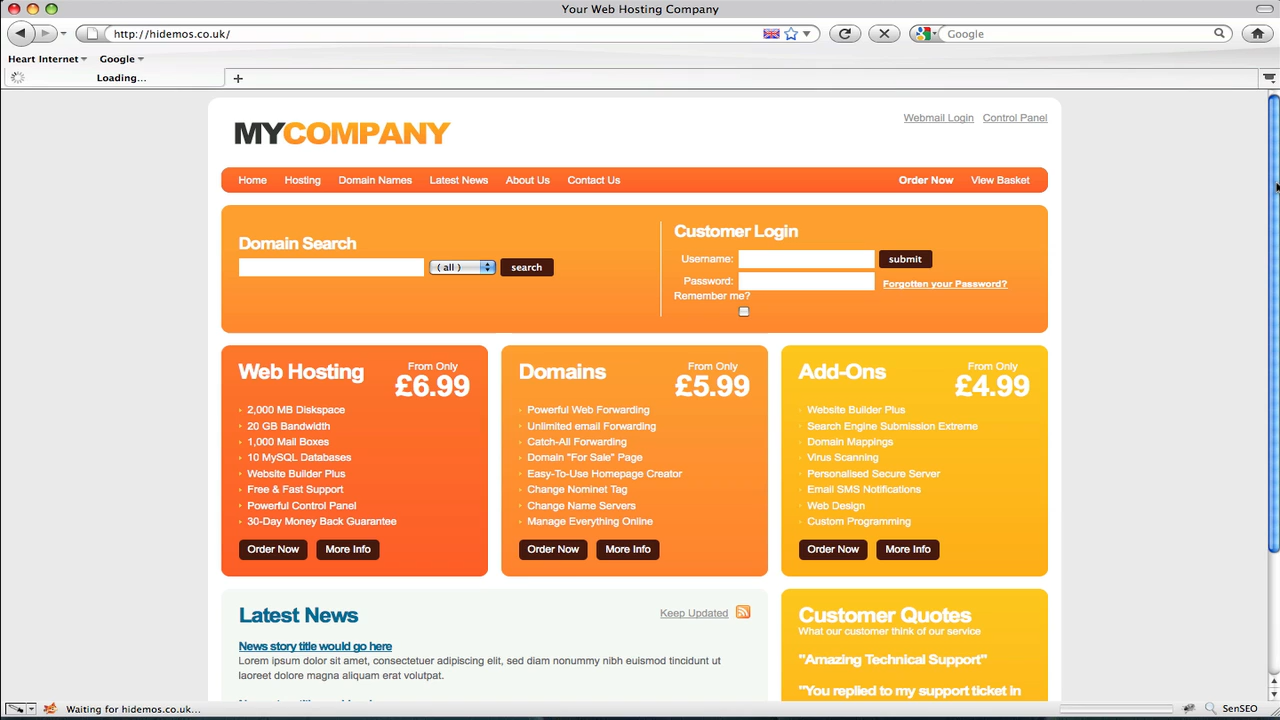 Your Web Hosting Company
http://hidemos.co.uk/
Google
Heart Internet
Google
Loading...
MYCOMPANY
Webmail Login
Control Panel
Home
Hosting
Domain Names
Latest News
About Us
Contact Us
Order Now
View Basket
Domain Search
( all )
search
Customer Login
Username:
submit
Password:
Forgotten your Password?
Remember me?
Web Hosting
From Only
£6.99
2,000 MB Diskspace
20 GB Bandwidth
1,000 Mail Boxes
10 MySQL Databases
Website Builder Plus
Free & Fast Support
Powerful Control Panel
30-Day Money Back Guarantee
Order Now
More Info
Domains
From Only
£5.99
Powerful Web Forwarding
Unlimited email Forwarding
Catch-All Forwarding
Domain "For Sale" Page
Easy-To-Use Homepage Creator
Change Nominet Tag
Change Name Servers
Manage Everything Online
Order Now
More Info
Add-Ons
From Only
£4.99
Website Builder Plus
Search Engine Submission Extreme
Domain Mappings
Virus Scanning
Personalised Secure Server
Email SMS Notifications
Web Design
Custom Programming
Order Now
More Info
Latest News
Keep Updated
News story title would go here
Lorem ipsum dolor sit amet, consectetuer adipiscing elit, sed diam nonummy nibh euismod tincidunt ut
laoreet dolore magna aliquam erat volutpat.
Customer Quotes
What our customer think of our service
"Amazing Technical Support"
"You replied to my support ticket in
Waiting for hidemos.co.uk...
SenSEO